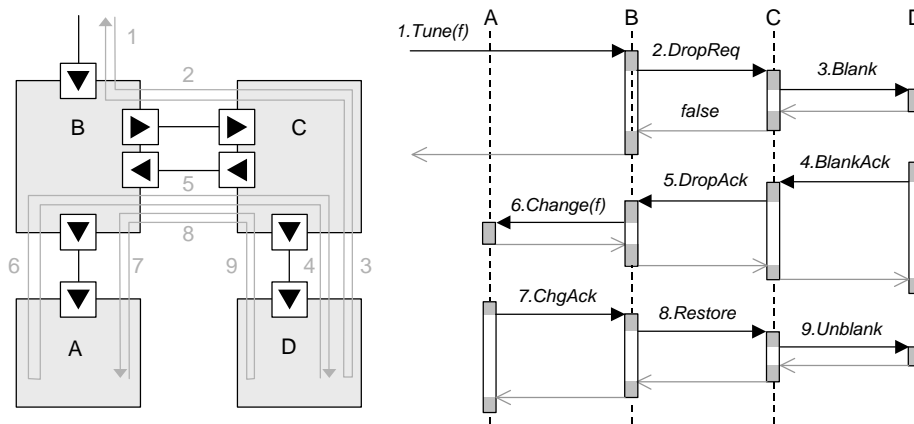 1
2
B
C
5
8
6
7
9
4
3
A
D
A
B
C
D
1.Tune(f)
2.DropReq
3.Blank
false
4.BlankAck
5.DropAck
6.Change(f)
7.ChgAck
8.Restore
9.Unblank